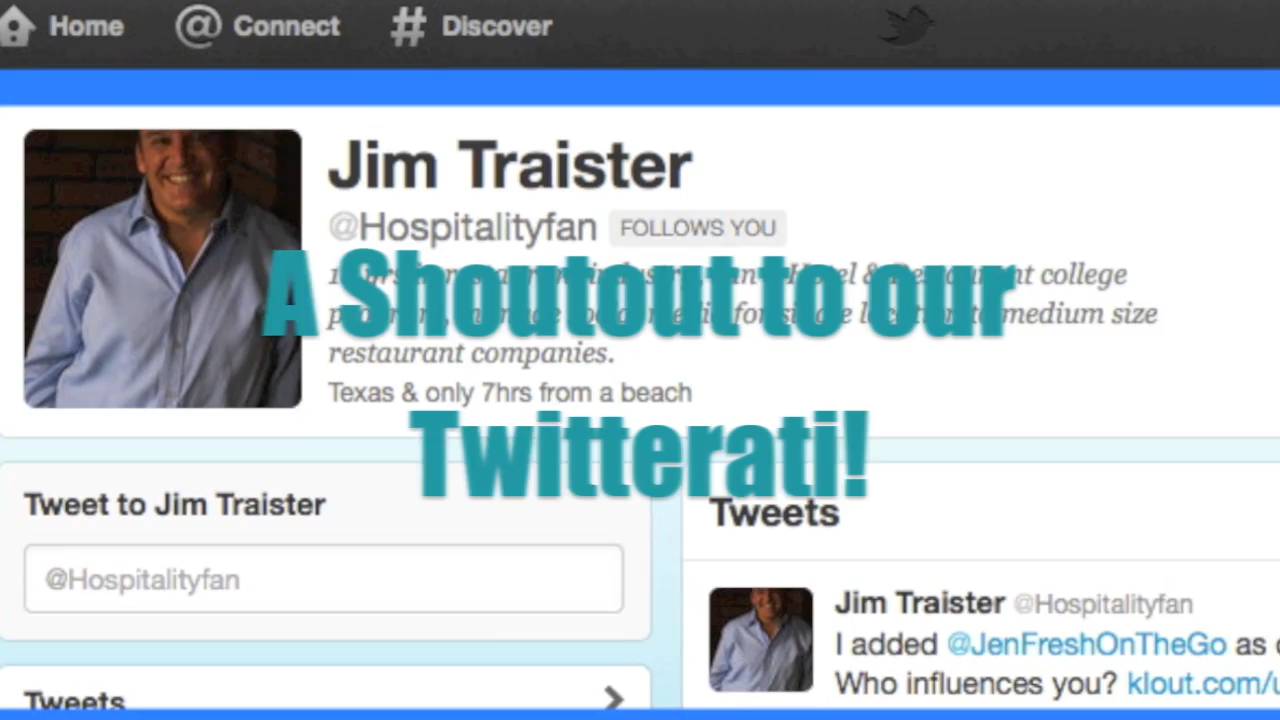 Home @ Connect # Discover
Jim Traister
@Hospitalityfan FOLLOWS YOU
A Shoutout to our
Hotel & college
for medium size
restaurant companies.
Texas & only 7hrs from a beach
Twitterati!
Tweet to Jim Traister
@Hospitalityfan
Tweets
Tweets
Jim Traister @Hospitalityfan
I added @JenFreshOnTheGo as
Who influences you? klout.com/u